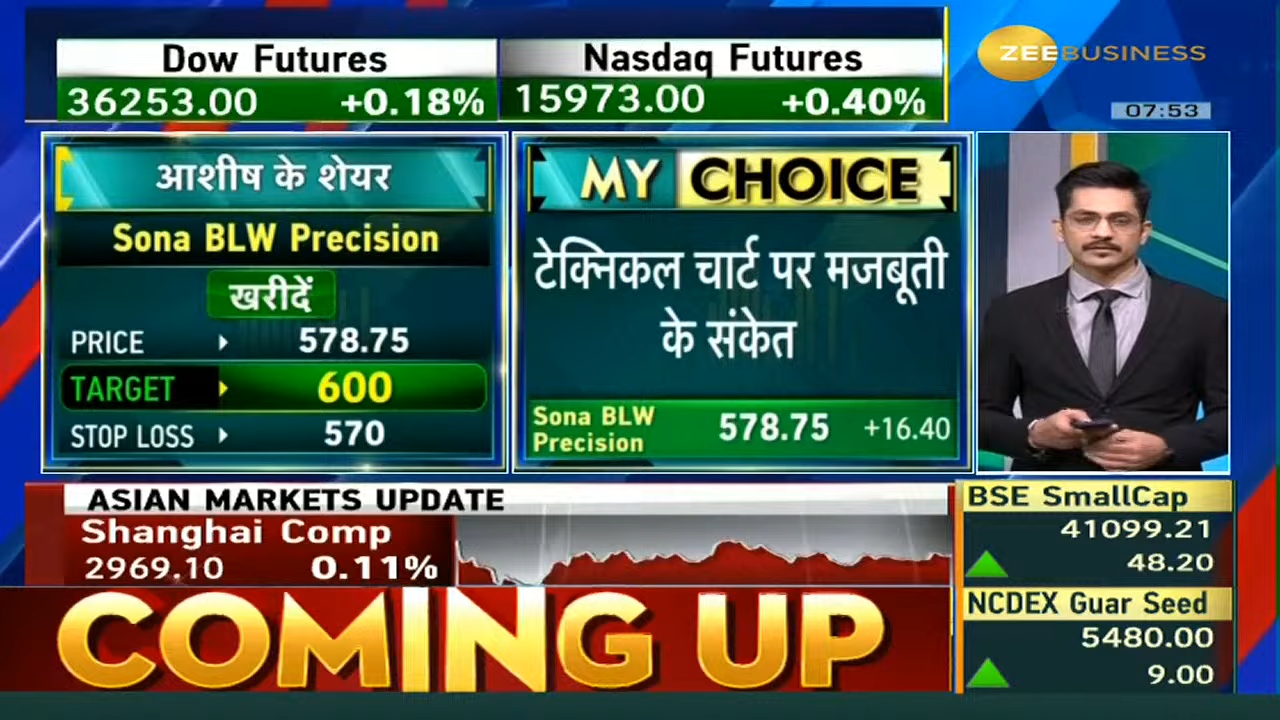 Dow Futures
36253.00 +0.18%
Nasdaq Futures
15973.00 +0.40%
ZEEBUSINESS
07:53
आशीष के शेयर
Sona BLW Precision
खरीदें
PRICE 578.75
TARGET 600
STOP LOSS 570
MY CHOICE
टेक्निकल चार्ट पर मजबूती
के संकेत
Sona BLW
Precision
578.75 +16.40
ASIAN MARKETS UPDATE
Shanghai Comp
2969.10 0.11%
BSE SmallCap
41099.21
48.20
NCDEX Guar Seed
5480.00
9.00
COMING UP